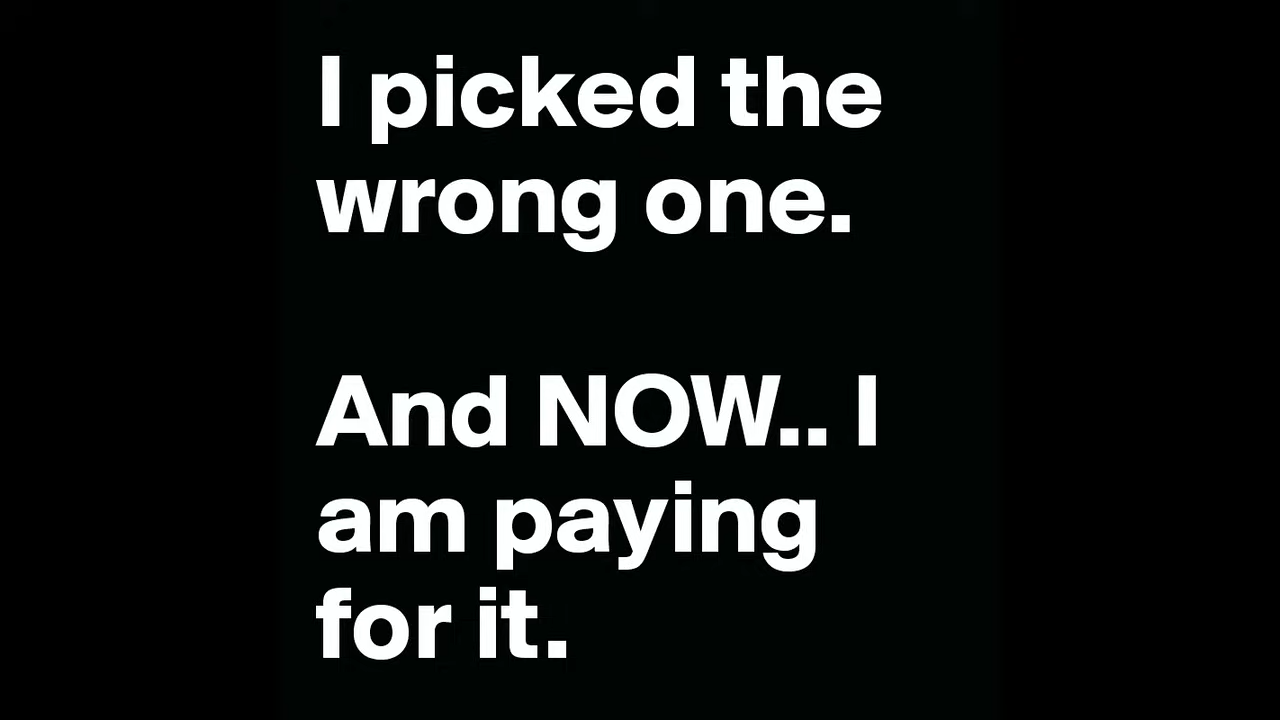 I picked the
wrong one.
And NOW.. I
am paying
for it.